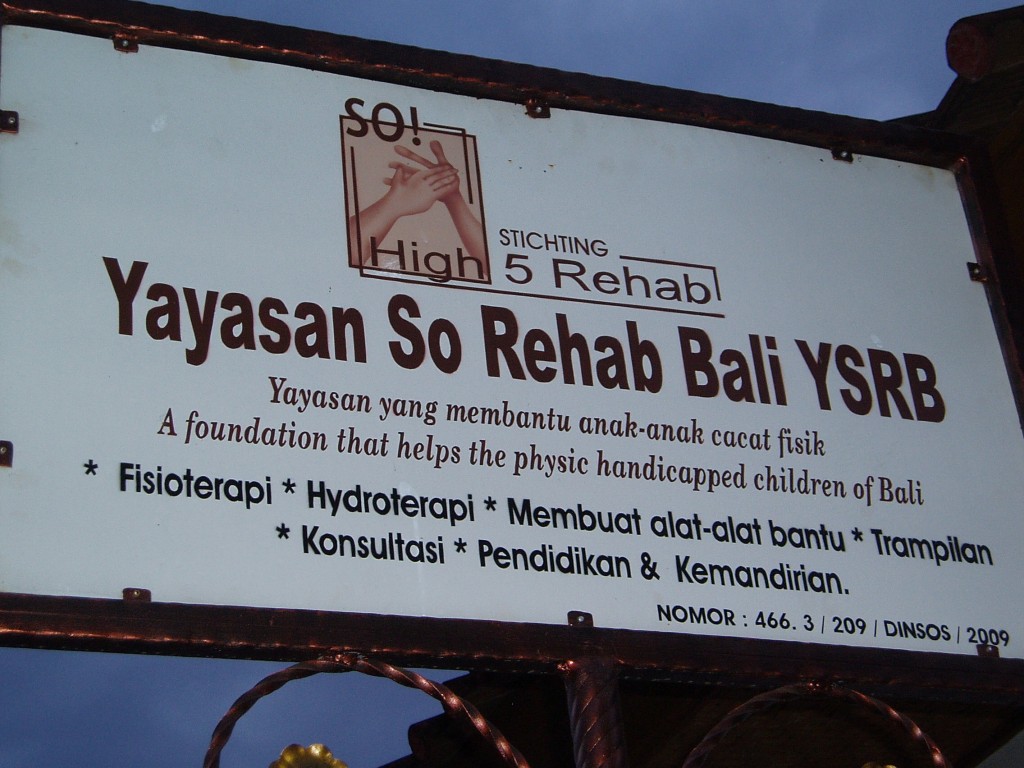 SO!
High
STICHTING
5 Rehab
Yayasan So Rehab Bali YSRB
Yayasan yang membantu anak-anak cacat fisik
A foundation that helps the physic handicapped children of Bali
* Fisioterapi * Hydroterapi * Membuat alat-alat bantu * Trampilan
* Konsultasi * Pendidikan & Kemandirian.
NOMOR : 466. 3 / 209 / DINSOS / 2009